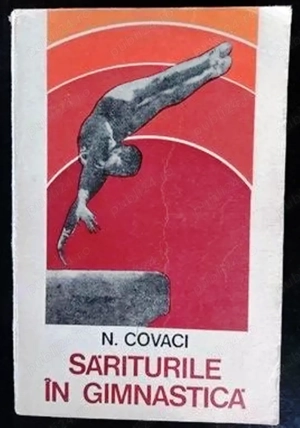 N. COVACI
SĂRITURILE
ÎN GIMNASTICĂ